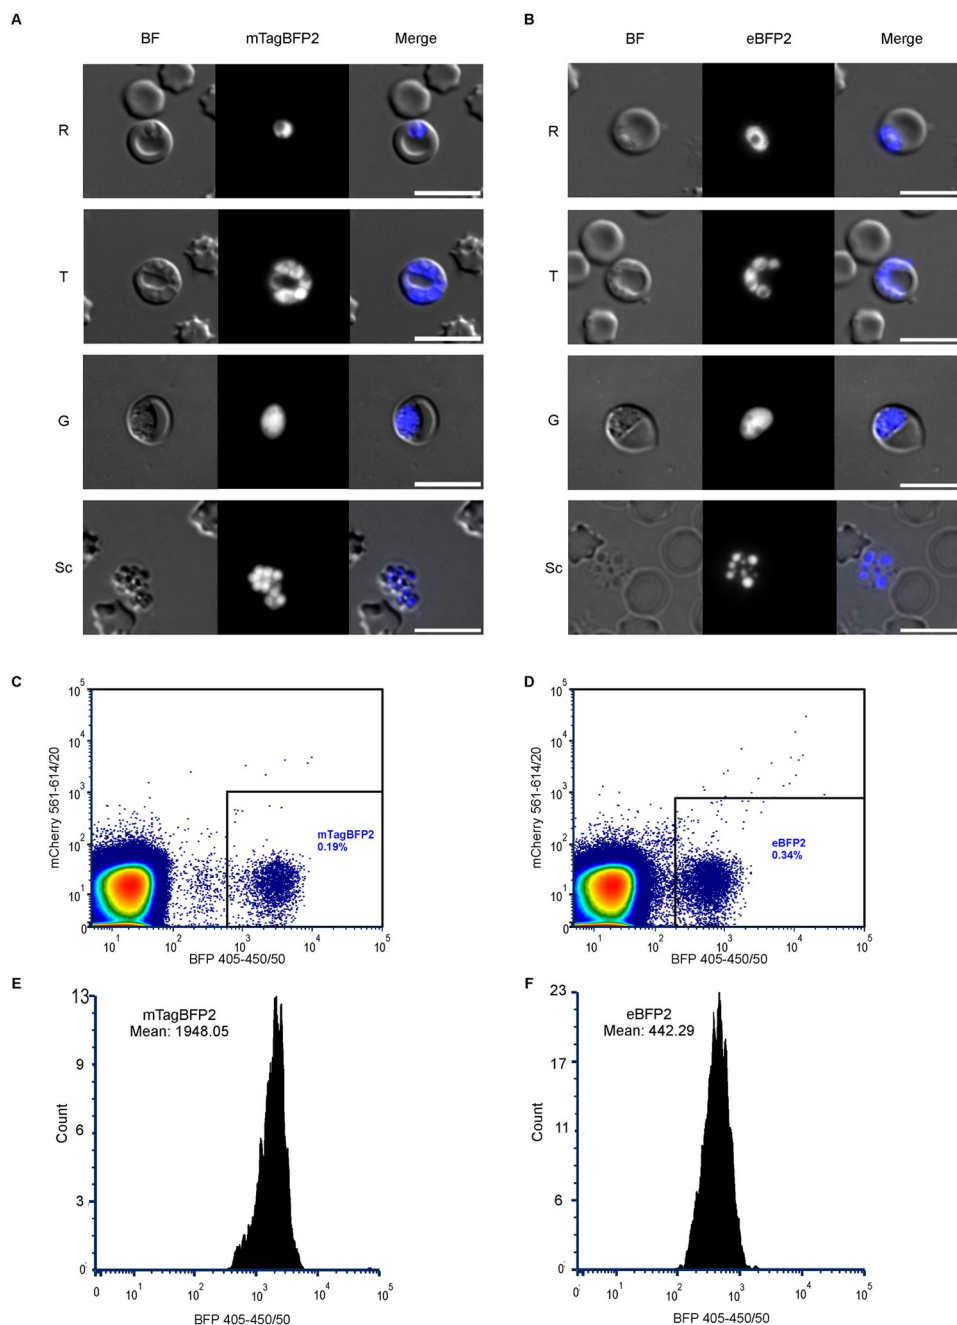 A
BF mTagBFP2 Merge
R
T
G
Sc
B
BF eBFP2 Merge
R
T
G
Sc
C
mCherry 561-614/20
10^5
10^4
10^3
10^2
10^1
0
mTagBFP2
0.19%
10^1 10^2 10^3 10^4 10^5
BFP 405-450/50
D
mCherry 561-614/20
10^5
10^4
10^3
10^2
10^1
0
eBFP2
0.34%
10^1 10^2 10^3 10^4 10^5
BFP 405-450/50
E
mTagBFP2
Mean: 1948.05
Count
13
9
6
3
0
0 10^1 10^2 10^3 10^4 10^5
BFP 405-450/50
F
eBFP2
Mean: 442.29
Count
23
17
11
6
0
0 10^1 10^2 10^3 10^4 10^5
BFP 405-450/50